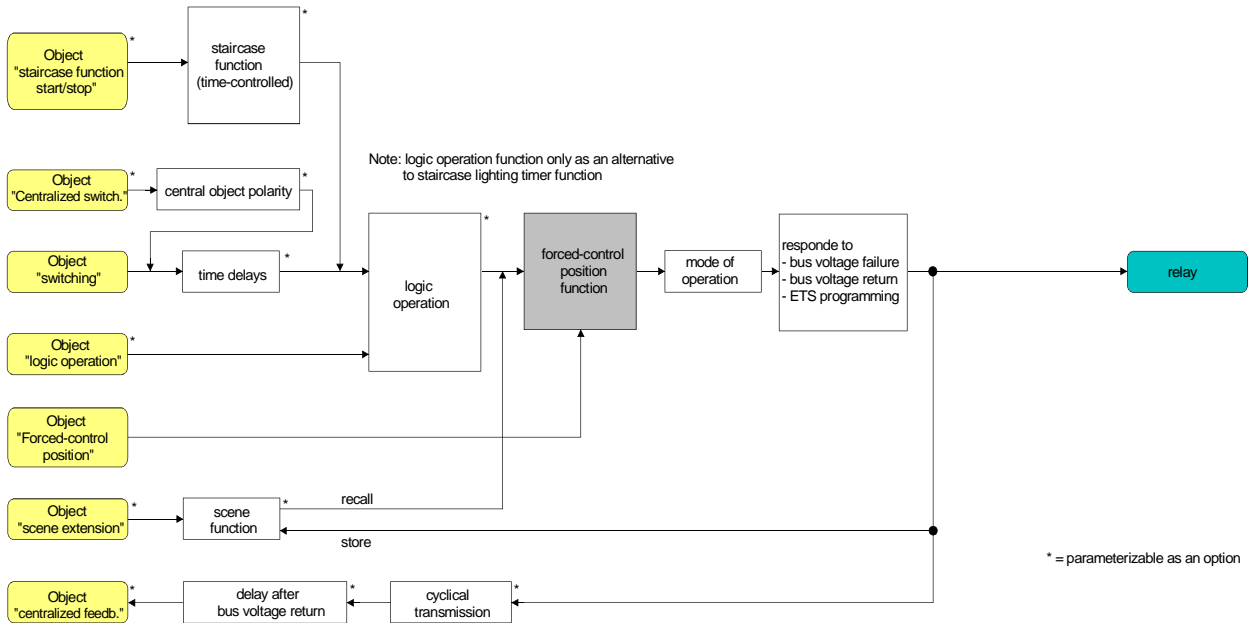 *
Object
"staircase function
start/stop"
*
staircase
function
(time-controlled)
Note: logic operation function only as an alternative
to staircase lighting timer function
*
Object
"Centralized switch."
*
central object polarity
Object
"switching"
*
time delays
*
logic
operation
forced-control
position
function
mode of
operation
responde to
- bus voltage failure
- bus voltage return
- ETS programming
relay
*
Object
"logic operation"
Object
"Forced-control
position"
*
Object
"scene extension"
*
scene
function
recall
store
* = parameterizable as an option
*
Object
"centralized feedb."
*
delay after
bus voltage return
*
cyclical
transmission